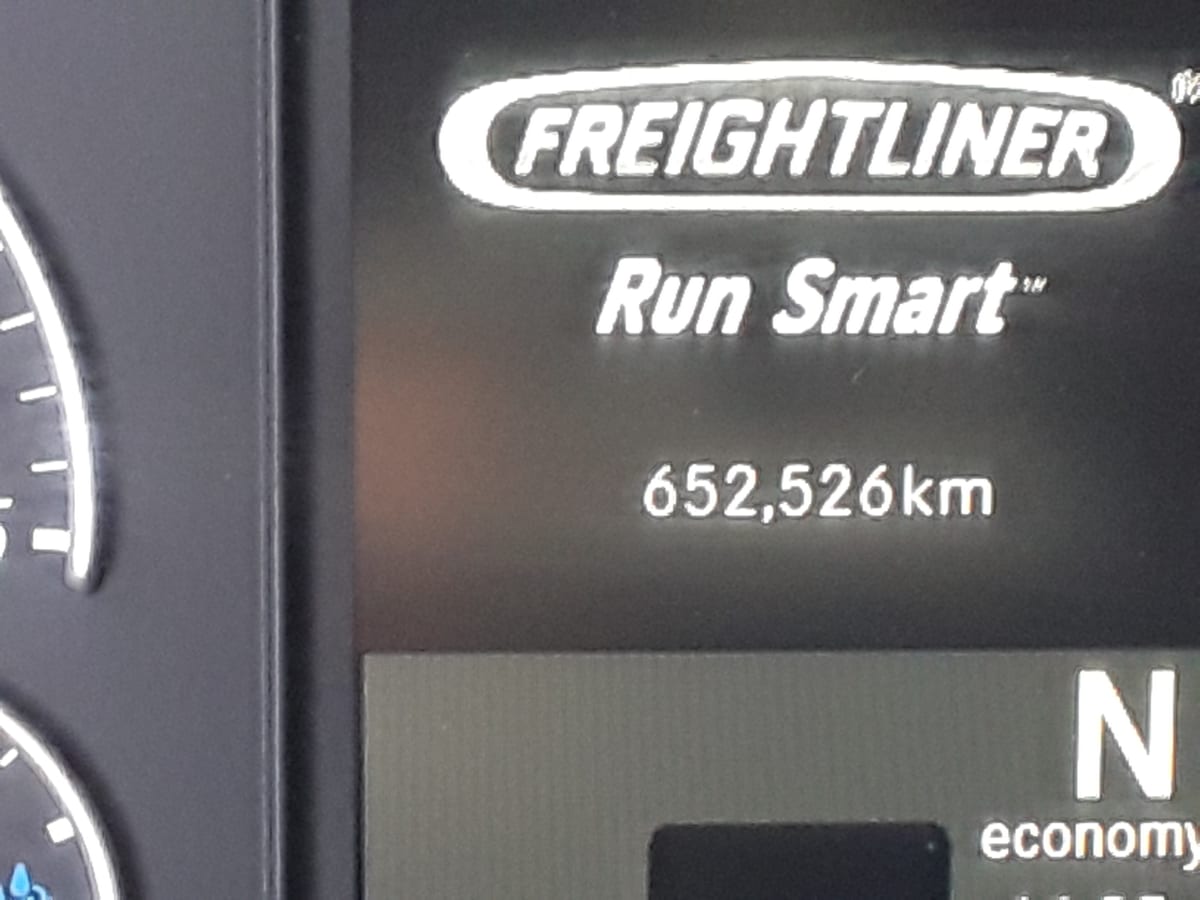 FREIGHTLINER
Run Smart™
652,526km
N
economy